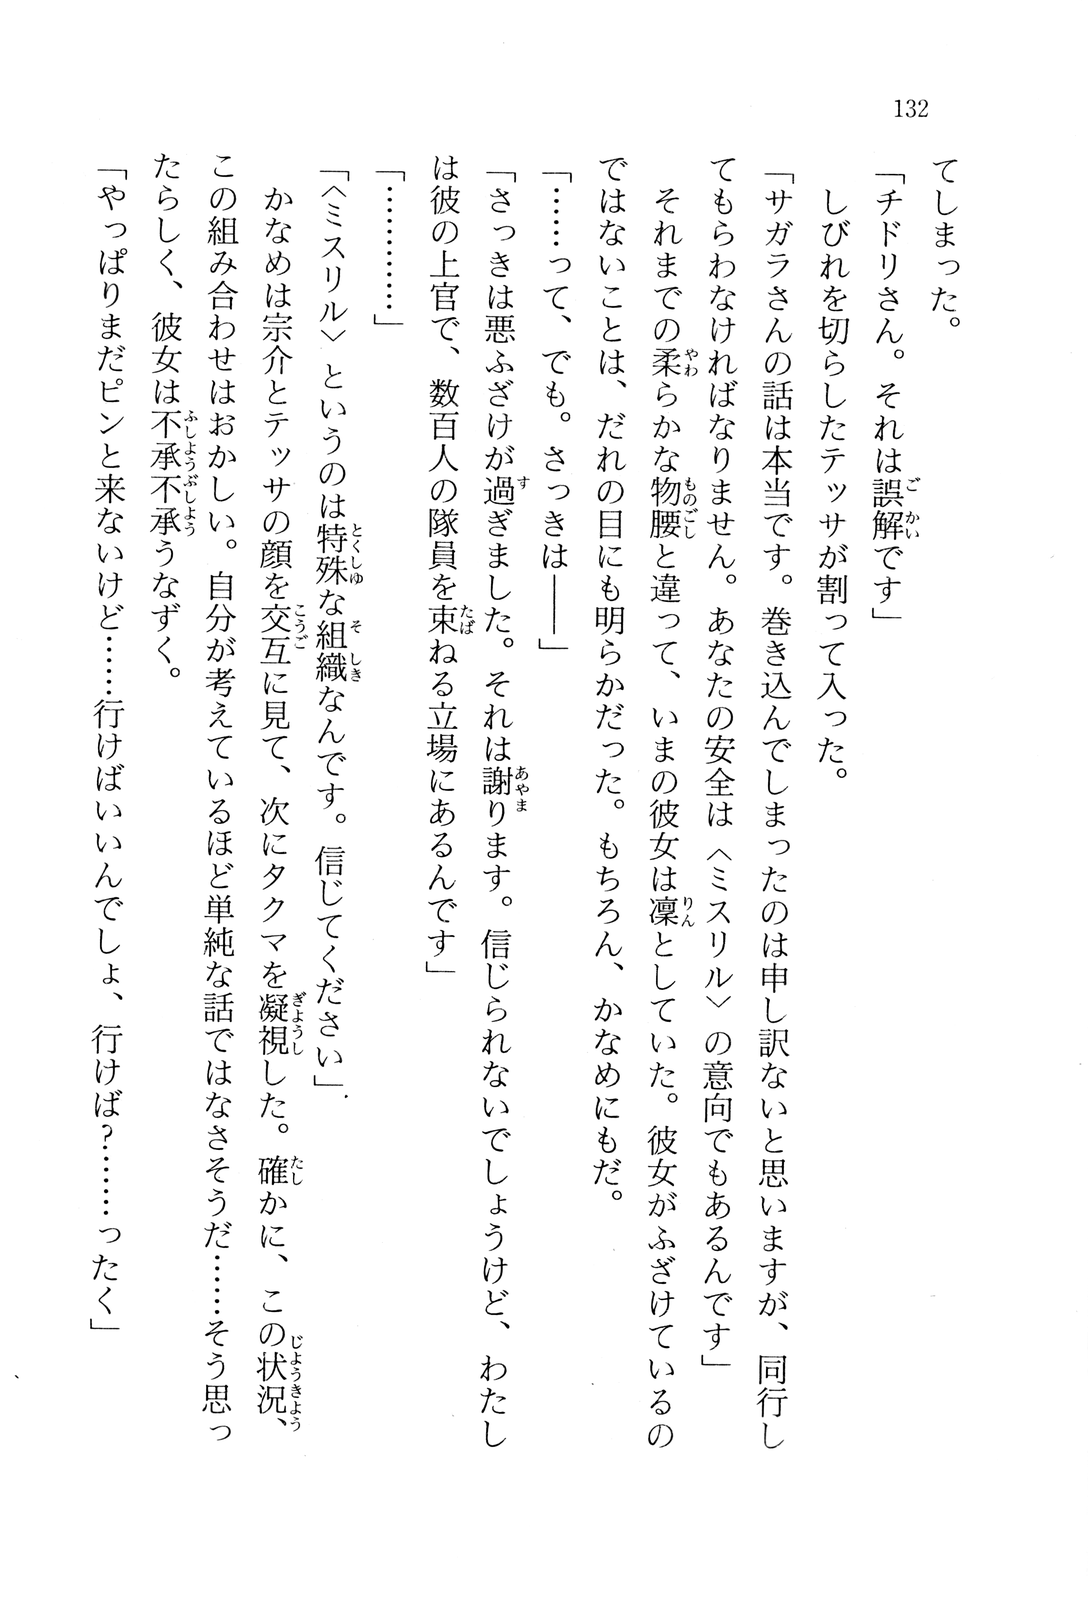 132
てしまった。
「チドリさん。それは誤解です」
しびれを切らしたテッサが割って入った。
「サガラさんの話は本当です。巻き込んでしまったのは申し訳ないと思いますが、同行し
てもらわなければなりません。あなたの安全は〈ミスリル〉の意向でもあるんです」
それまでの柔らかな物腰と違って、いまの彼女は凜としていた。彼女がふざけているの
ではないことは、だれの目にも明らかだった。もちろん、かなめにもだ。
「……って、でも。さっきは――」
「さっきは悪ふざけが過ぎました。それは謝ります。信じられないでしょうけど、わたし
は彼の上官で、数百人の隊員を束ねる立場にあるんです」
「…………」
「〈ミスリル〉というのは特殊な組織なんです。信じてください」
かなめは宗介とテッサの顔を交互に見て、次にタクマを凝視した。確かに、この状況、
この組み合わせはおかしい。自分が考えているほど単純な話ではなさそうだ……そう思っ
たらしく、彼女は不承不承うなずく。
「やっぱりまだピンと来ないけど……行けばいいんでしょ、行けば？……ったく」